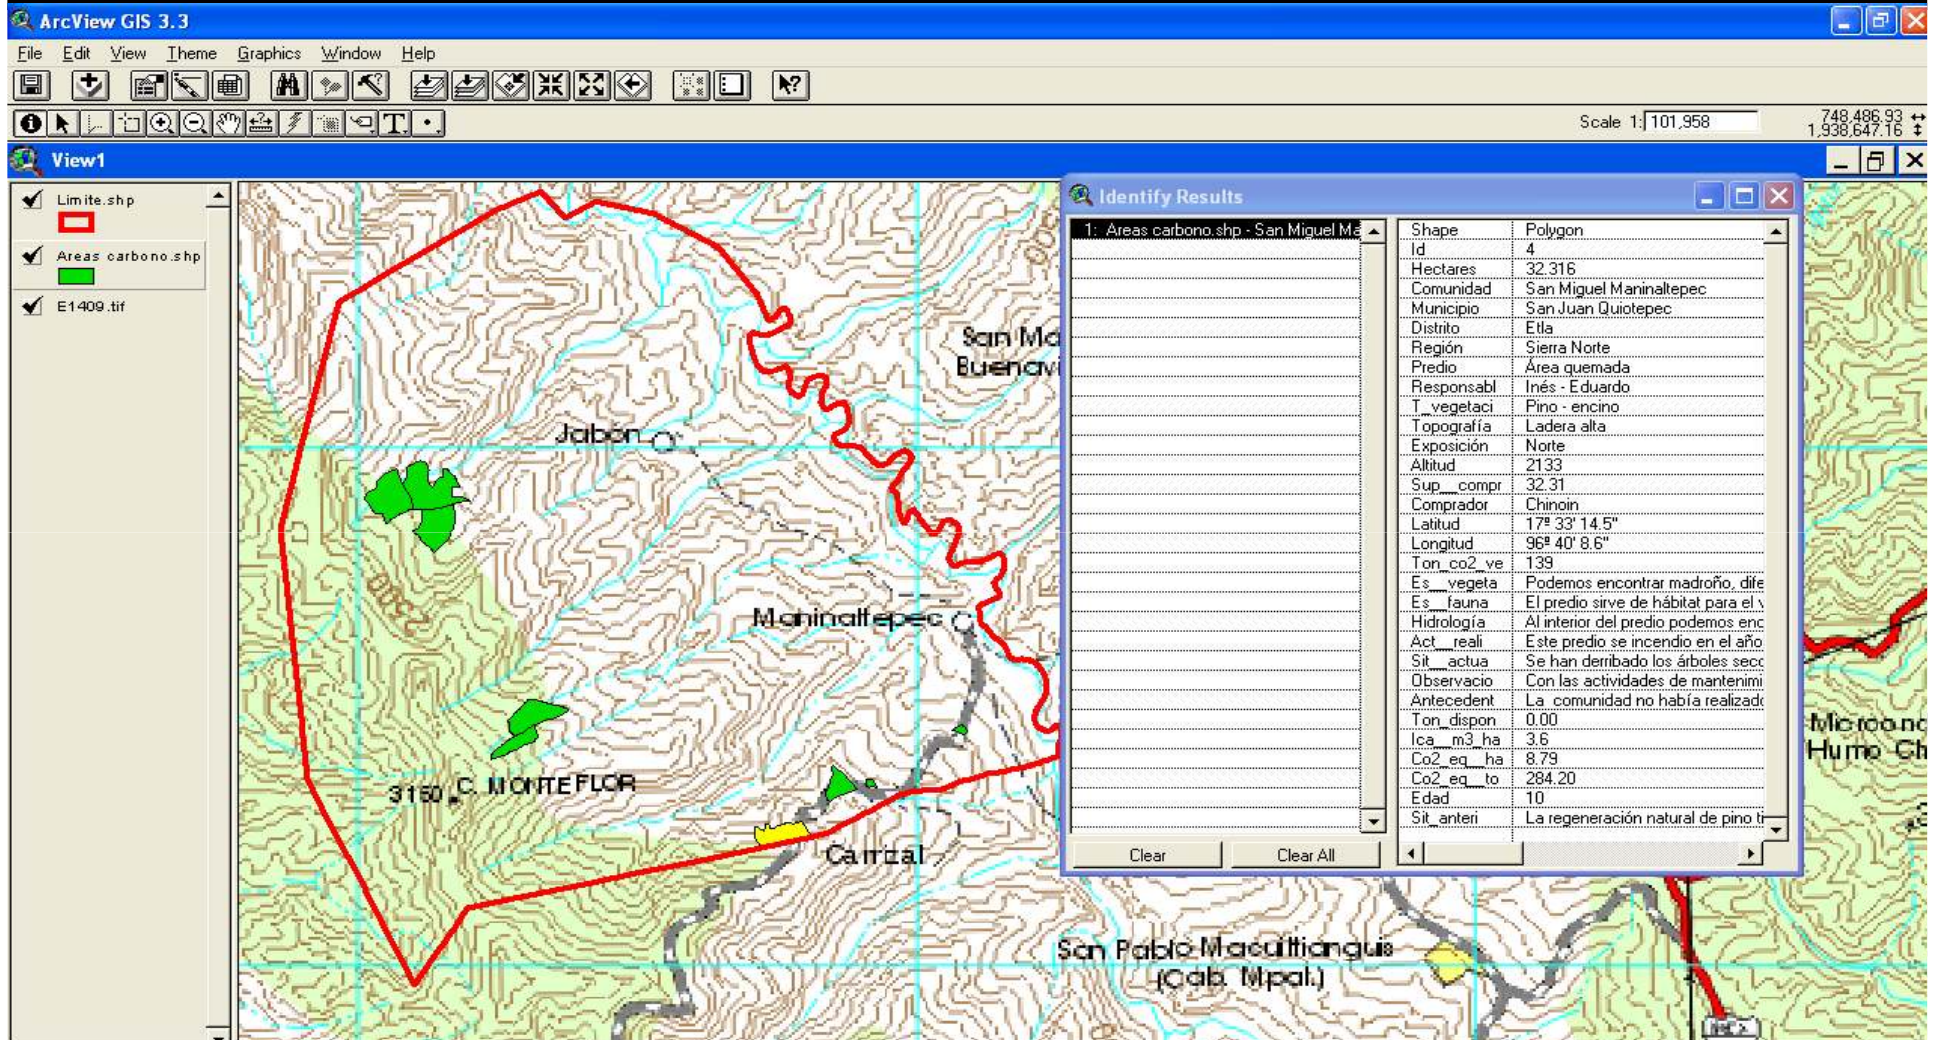 ArcView GIS 3.3
File Edit View Theme Graphics Window Help
Scale 1: 101,958
748,486.93
1,938,647.16
View1
Limite.shp
Areas carbono.shp
E1409.tif
Jabón
Maninaltepec
3150 C. MONTE FLOR
Carrizal
San Pablo Macuiltianguis
(Cab. Mpal.)
San Ma
Buenavi
2500
Humo Ch
Identify Results
1: Areas carbono.shp - San Miguel Ma
Shape Polygon
Id 4
Hectares 32.316
Comunidad San Miguel Maninaltepec
Municipio San Juan Quiotepec
Distrito Etla
Región Sierra Norte
Predio Área quemada
Responsabl Inés - Eduardo
T_vegetaci Pino - encino
Topografía Ladera alta
Exposición Norte
Altitud 2133
Sup__compr 32.31
Comprador Chinoin
Latitud 17º 33' 14.5"
Longitud 96º 40' 8.6"
Ton_co2_ve 139
Es__vegeta Podemos encontrar madroño, dife
Es__fauna El predio sirve de hábitat para el v
Hidrología Al interior del predio podemos enc
Act__reali Este predio se incendio en el año
Sit__actua Se han derribado los árboles seco
Observacio Con las actividades de mantenimi
Antecedent La comunidad no había realizado
Ton_dispon 0.00
Ica__m3_ha 3.6
Co2_eq__ha 8.79
Co2_eq__to 284.20
Edad 10
Sit_anteri La regeneración natural de pino ti
Clear Clear All